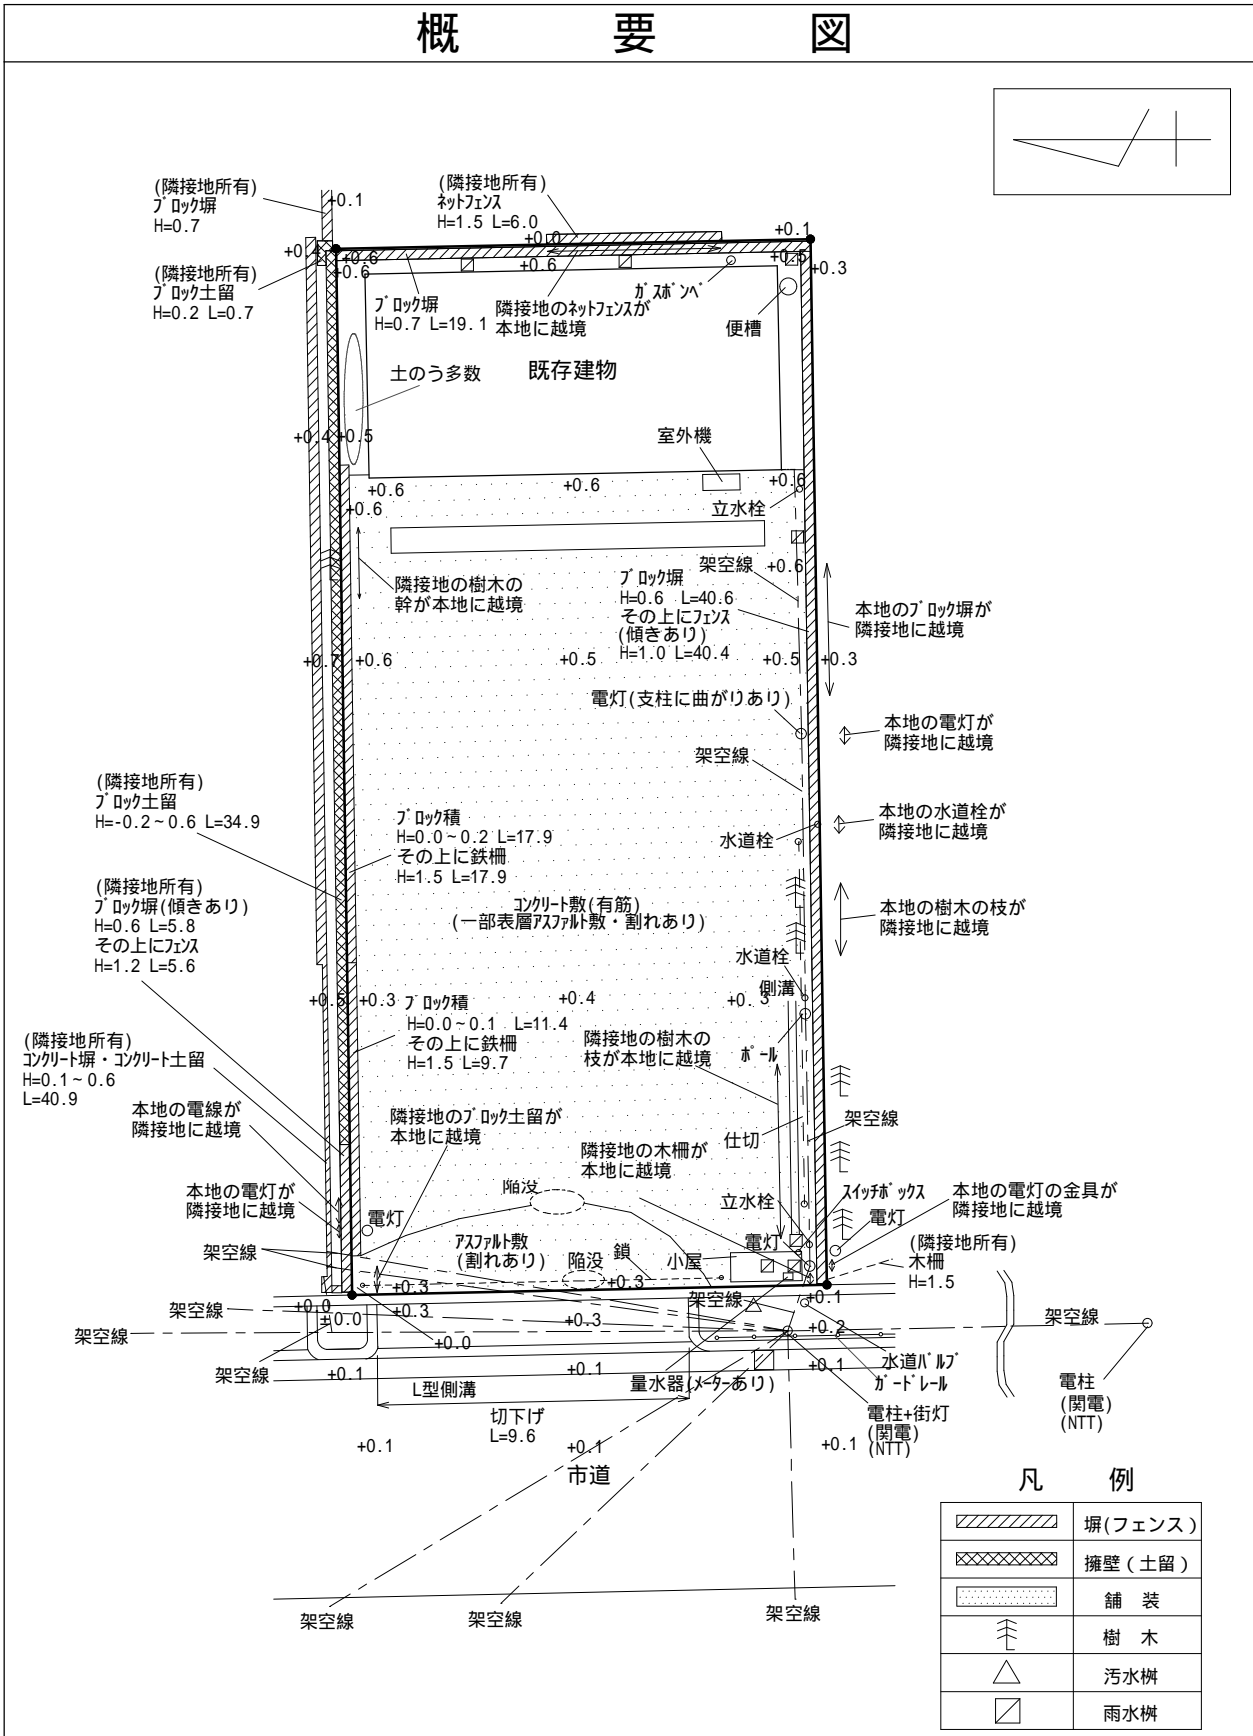 概要図
(隣接地所有)
ブロック塀
H=0.7
+0.1
(隣接地所有)
ネットフェンス
H=1.5 L=6.0
+0.0
+0.1
+0.4
+0.6
+0.6
+0.6
+0.5
+0.3
(隣接地所有)
ブロック土留
H=0.2 L=0.7
ブロック塀
H=0.7 L=19.1
隣接地のネットフェンスが
本地に越境
ガスボンベ
便槽
土のう多数
既存建物
+0.4
+0.5
室外機
+0.6
+0.6
+0.6
+0.6
立水栓
隣接地の樹木の
幹が本地に越境
架空線
+0.6
ブロック塀
H=0.6 L=40.6
その上にフェンス
(傾きあり)
H=1.0 L=40.4
本地のブロック塀が
隣接地に越境
+0.7
+0.6
+0.5
+0.5
+0.3
電灯(支柱に曲がりあり)
本地の電灯が
隣接地に越境
架空線
(隣接地所有)
ブロック土留
H=-0.2~0.6 L=34.9
ブロック積
H=0.0~0.2 L=17.9
その上に鉄柵
H=1.5 L=17.9
本地の水道栓が
隣接地に越境
水道栓
(隣接地所有)
ブロック塀(傾きあり)
H=0.6 L=5.8
その上にフェンス
H=1.2 L=5.6
コンクリート敷(有筋)
(一部表層アスファルト敷・割れあり)
本地の樹木の枝が
隣接地に越境
水道栓
側溝
+0.5
+0.3
+0.4
+0.3
ブロック積
H=0.0~0.1 L=11.4
その上に鉄柵
H=1.5 L=9.7
隣接地の樹木の
枝が本地に越境
ポール
(隣接地所有)
コンクリート塀・コンクリート土留
H=0.1~0.6
L=40.9
本地の電線が
隣接地に越境
隣接地のブロック土留が
本地に越境
隣接地の木柵が
本地に越境
仕切
架空線
本地の電灯が
隣接地に越境
陥没
立水栓
スイッチボックス
本地の電灯の金具が
隣接地に越境
電灯
アスファルト敷
(割れあり)
陥没
鎖
小屋
電灯
電灯
(隣接地所有)
木柵
H=1.5
架空線
+0.3
+0.3
架空線
+0.1
架空線
+0.0
±0.0
+0.3
+0.3
+0.2
架空線
架空線
+0.0
架空線
+0.1
+0.1
+0.1
L型側溝
量水器(メーターあり)
水道バルブ
ガードレール
電柱
(関電)
(NTT)
切下げ
L=9.6
電柱+街灯
(関電)
(NTT)
+0.1
+0.1
+0.1
市道
架空線
架空線
架空線
凡例
塀(フェンス)
擁壁(土留)
舗装
樹木
汚水桝
雨水桝